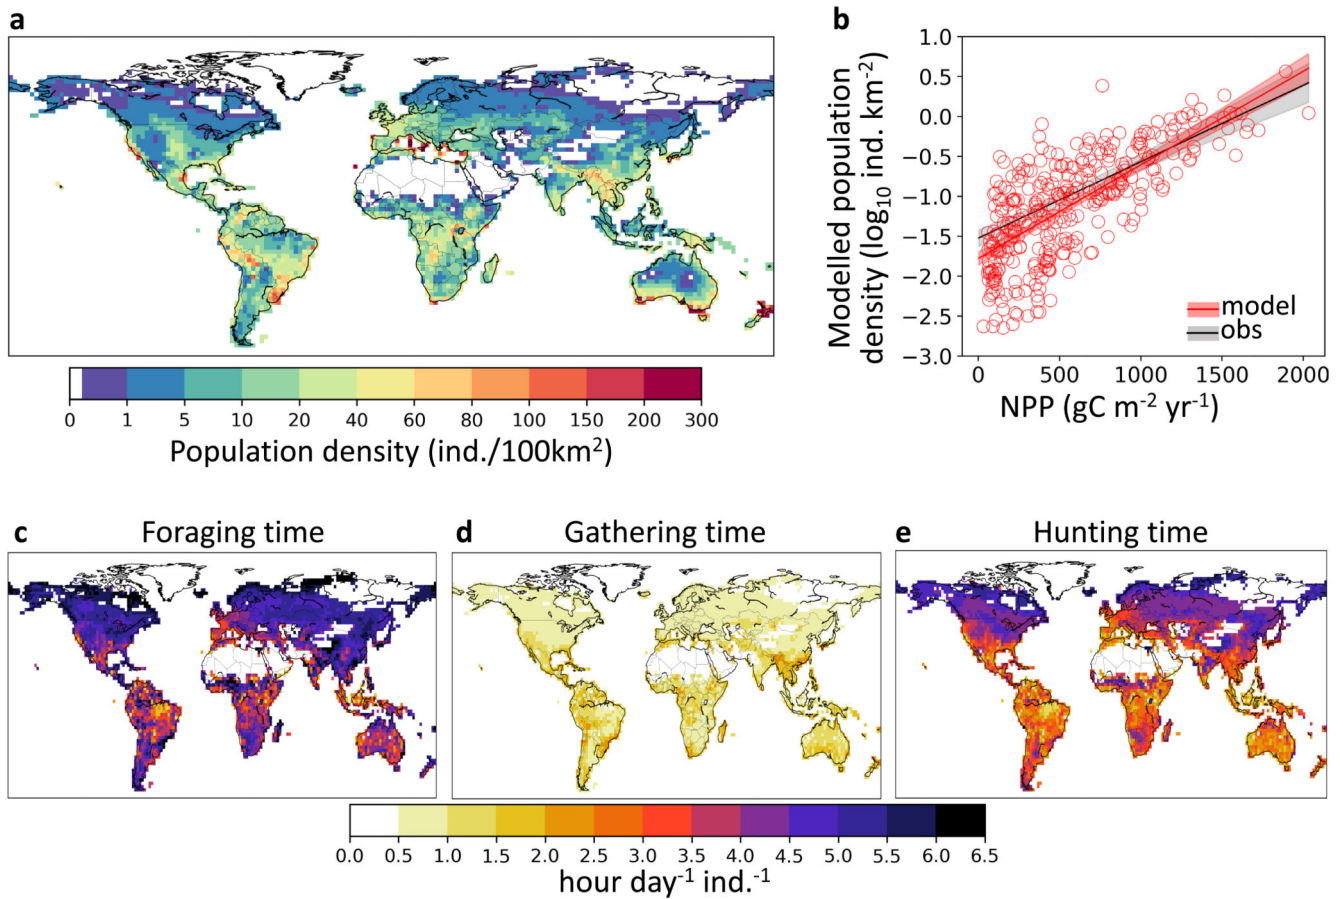 a
0 1 5 10 20 40 60 80 100 150 200 300
Population density (ind./100km²)
b
Modelled population
density (log₁₀ ind. km⁻²)
1.0
0.5
0.0
−0.5
−1.0
−1.5
−2.0
−2.5
−3.0
model
obs
0 500 1000 1500 2000
NPP (gC m⁻² yr⁻¹)
c Foraging time
d Gathering time
e Hunting time
0.0 0.5 1.0 1.5 2.0 2.5 3.0 3.5 4.0 4.5 5.0 5.5 6.0 6.5
hour day⁻¹ ind.⁻¹